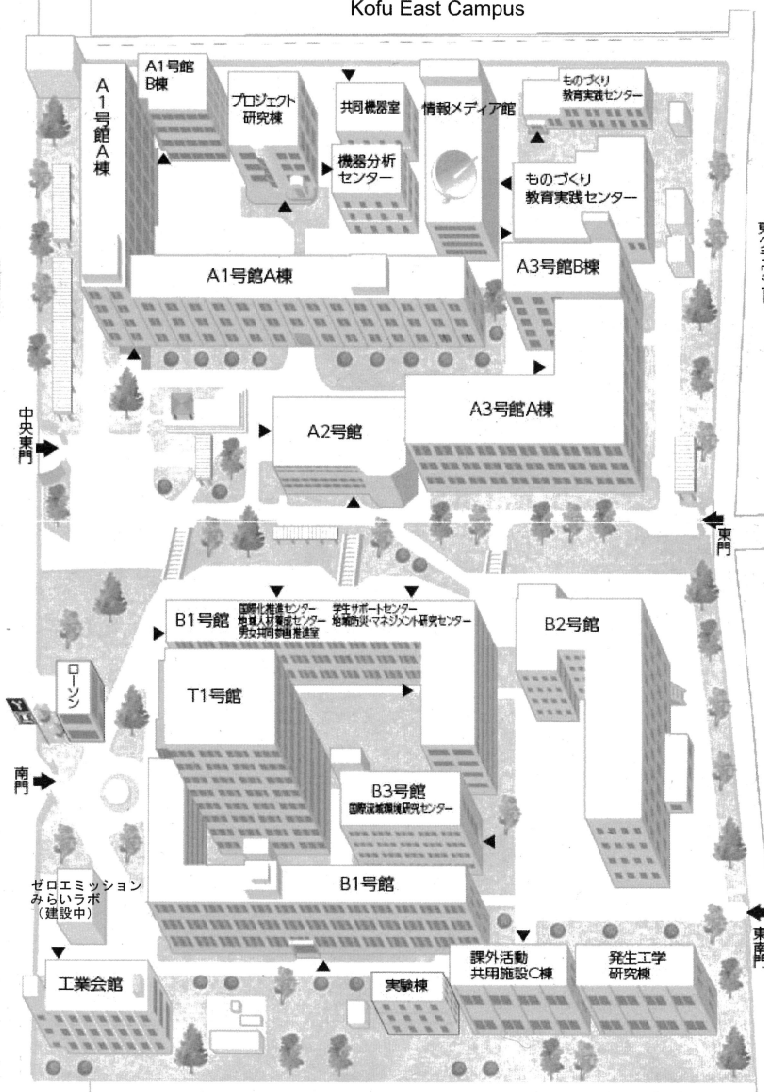 Kofu East Campus
A1号館A棟
A1号館
B棟
プロジェクト
研究棟
共同機器室
機器分析
センター
情報メディア館
ものづくり
教育実践センター
ものづくり
教育実践センター
A1号館A棟
A3号館B棟
A3号館A棟
A2号館
中央東門
東門
B1号館
国際化推進センター
地域人材養成センター
男女共同参画推進室
学生サポートセンター
地域防災・マネジメント研究センター
B2号館
T1号館
ローソン
南門
B3号館
国際流域環境研究センター
B1号館
ゼロエミッション
みらいラボ
(建設中)
東南門
工業会館
実験棟
課外活動
共用施設C棟
発生工学
研究棟